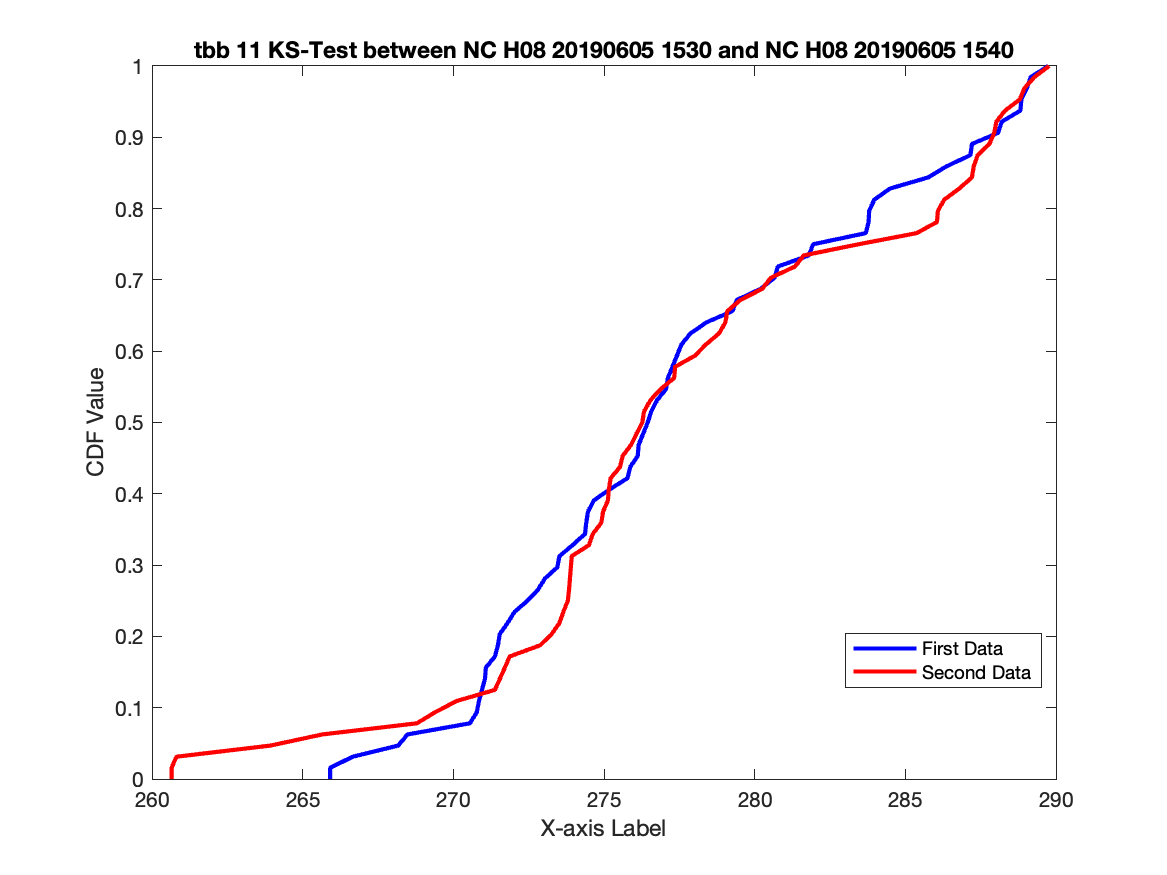 tbb 11 KS-Test between NC H08 20190605 1530 and NC H08 20190605 1540
1
0.9
0.8
0.7
0.6
0.5
0.4
0.3
0.2
0.1
0
CDF Value
First Data
Second Data
260 265 270 275 280 285 290
X-axis Label